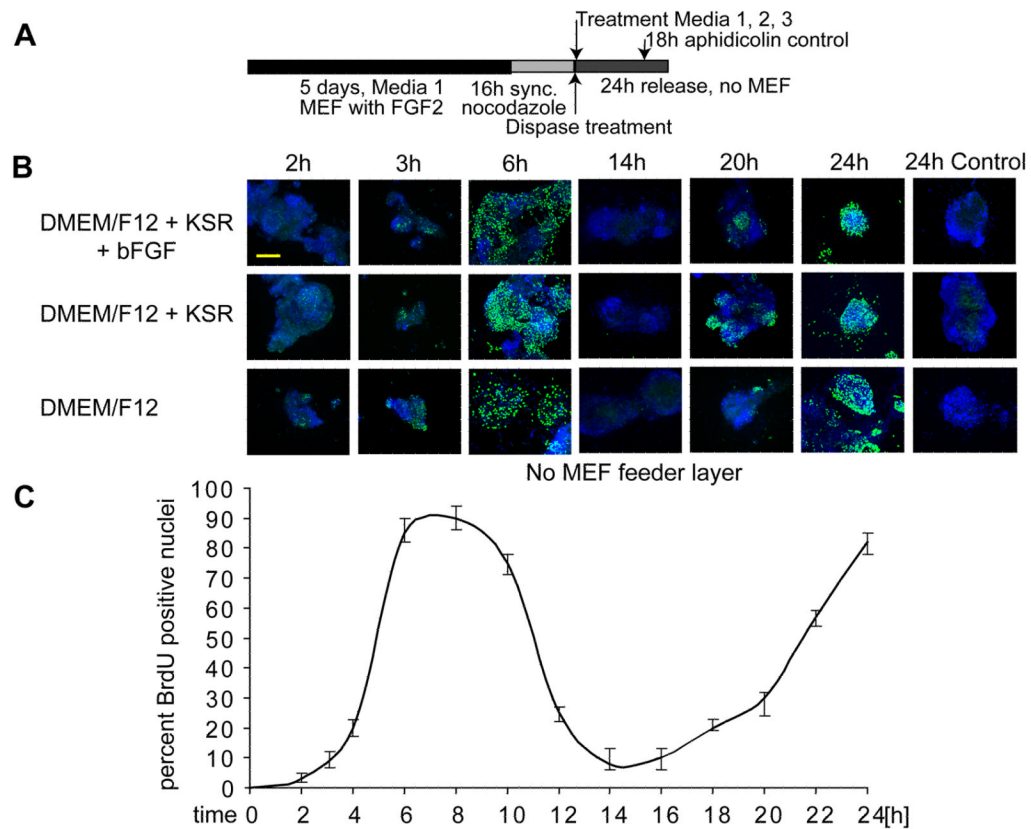 A
Treatment Media 1, 2, 3
18h aphidicolin control
5 days, Media 1
MEF with FGF2
16h sync.
nocodazole
24h release, no MEF
Dispase treatment
B
2h 3h 6h 14h 20h 24h 24h Control
DMEM/F12 + KSR
+ bFGF
DMEM/F12 + KSR
DMEM/F12
No MEF feeder layer
C
percent BrdU positive nuclei
100
90
80
70
60
50
40
30
20
10
0
time 0 2 4 6 8 10 12 14 16 18 20 22 24[h]